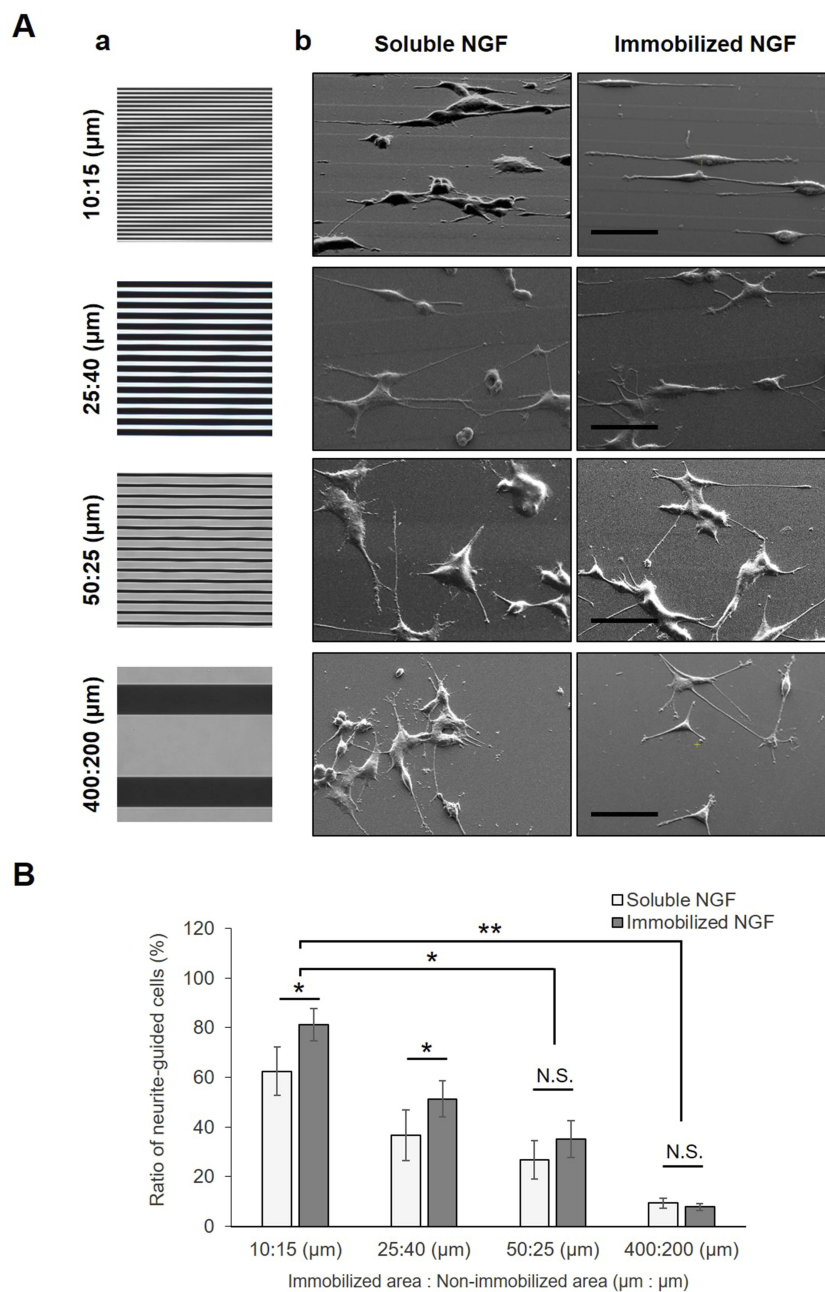 A
a
b
Soluble NGF
Immobilized NGF
10:15 (μm)
25:40 (μm)
50:25 (μm)
400:200 (μm)
B
Soluble NGF
Immobilized NGF
Ratio of neurite-guided cells (%)
120
100
80
60
40
20
0
**
*
*
*
N.S.
N.S.
10:15 (μm)
25:40 (μm)
50:25 (μm)
400:200 (μm)
Immobilized area : Non-immobilized area (μm : μm)